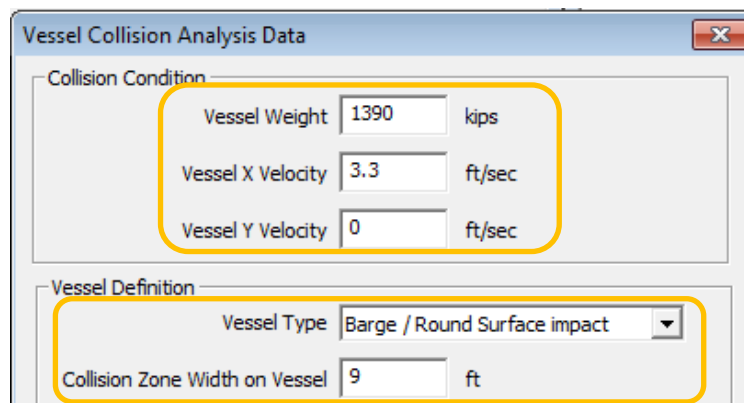 Vessel Collision Analysis Data
Collision Condition
Vessel Weight 1390 kips
Vessel X Velocity 3.3 ft/sec
Vessel Y Velocity 0 ft/sec
Vessel Definition
Vessel Type Barge / Round Surface impact
Collision Zone Width on Vessel 9 ft